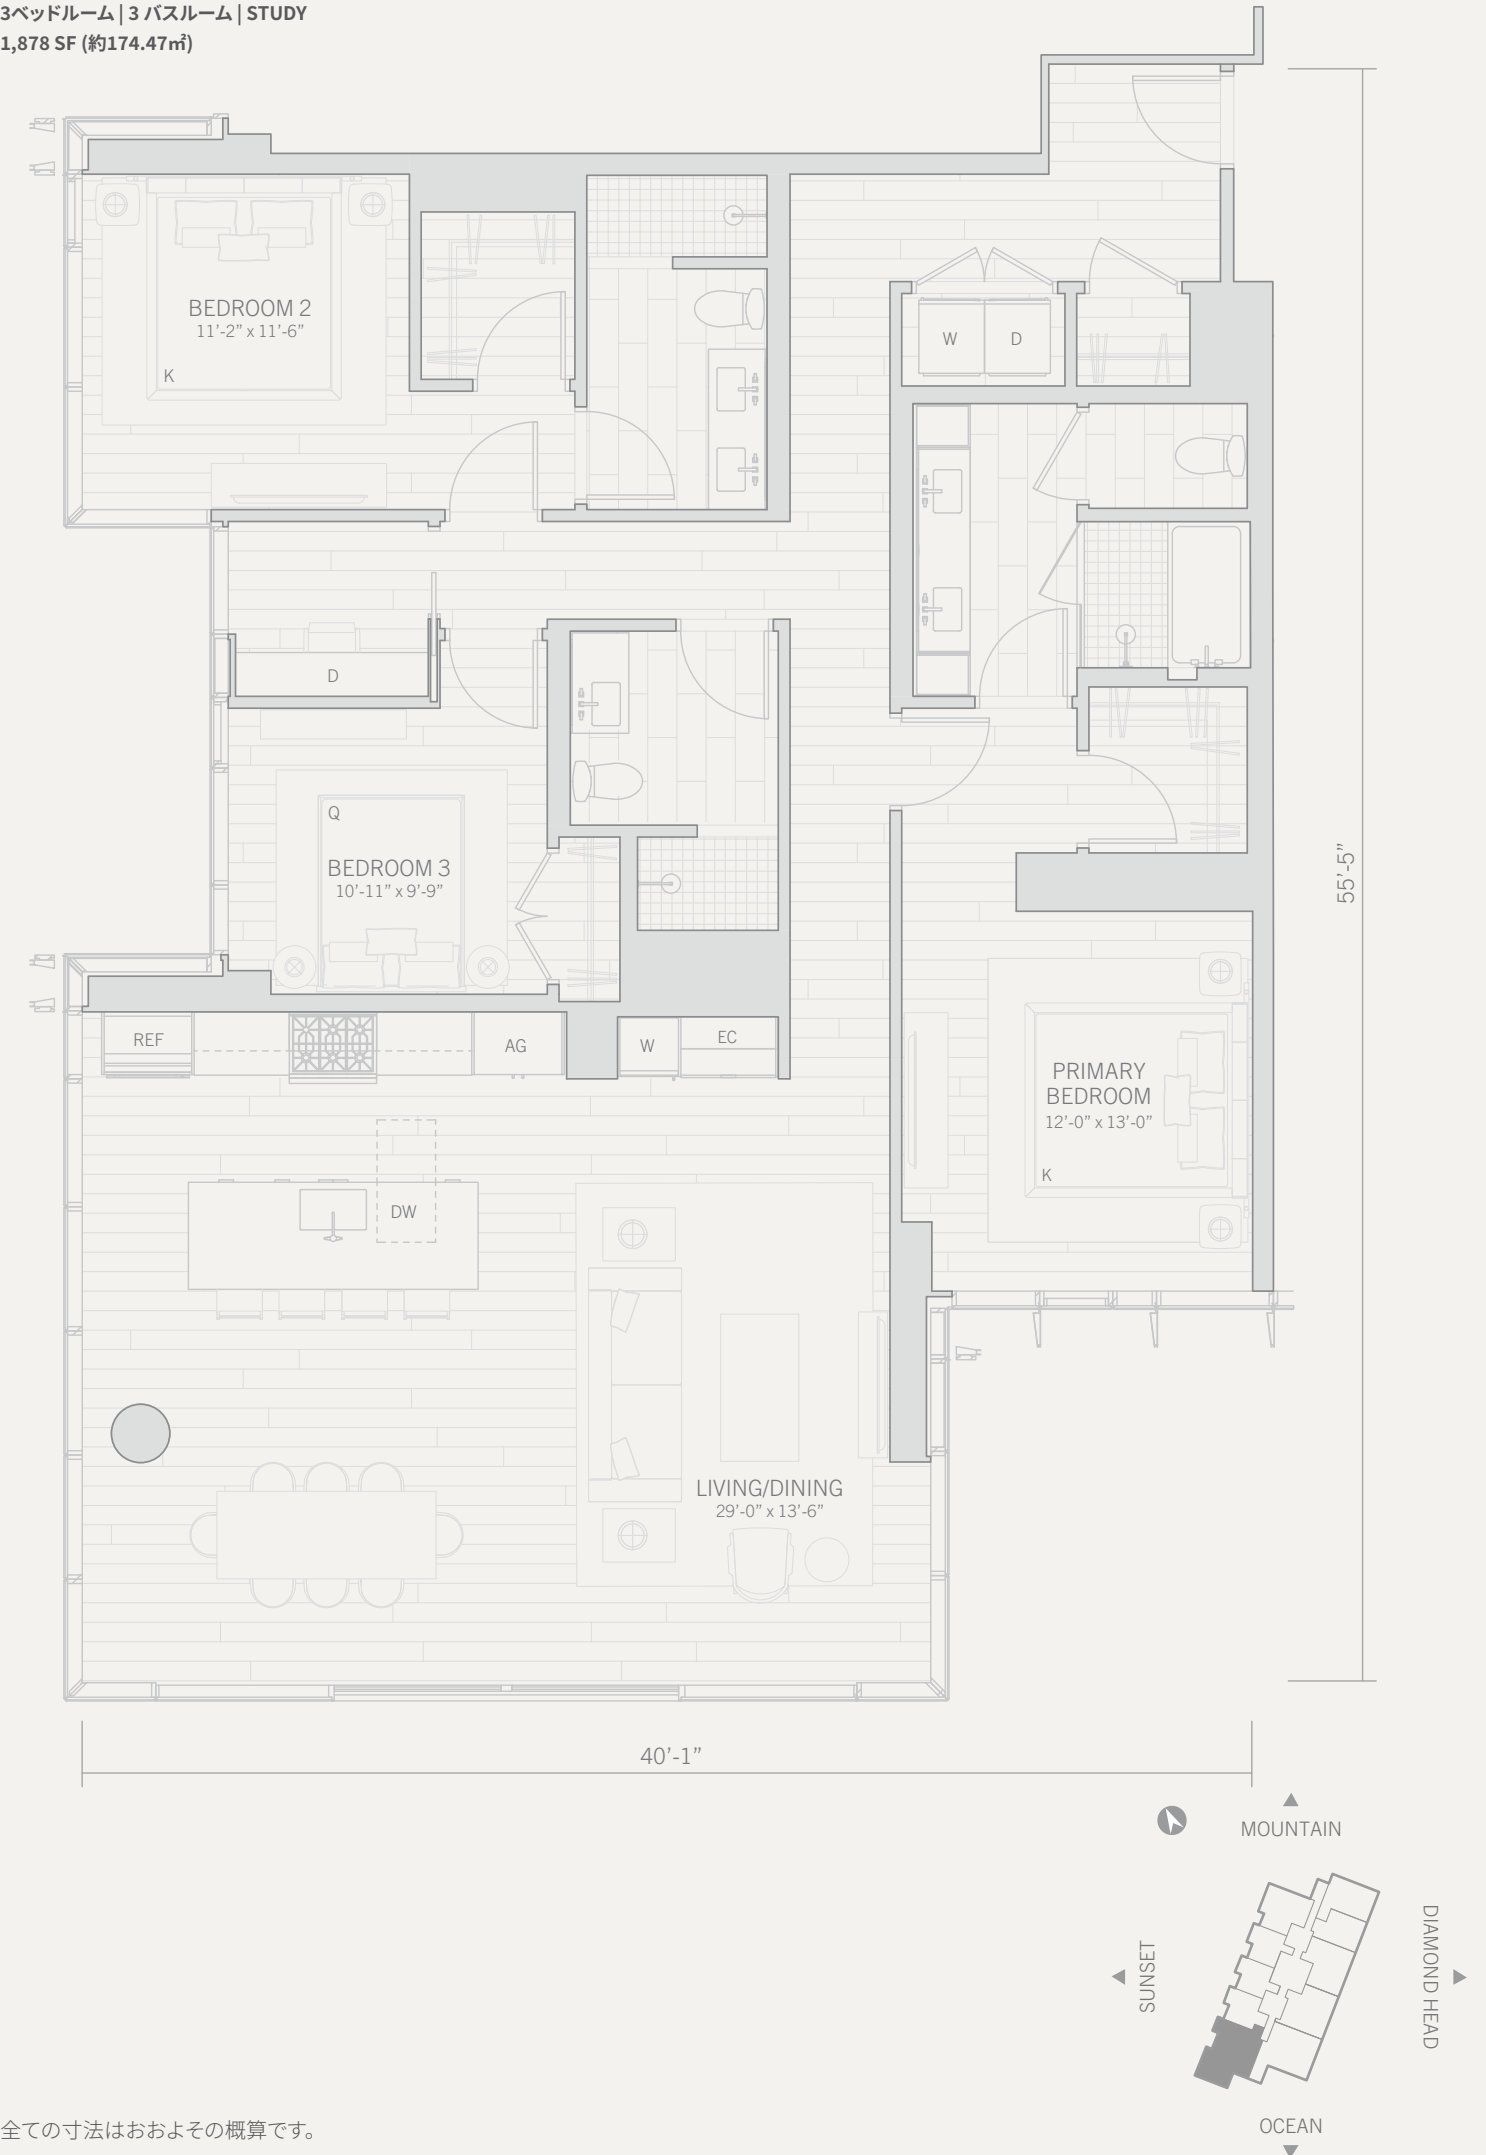 3ベッドルーム | 3 バスルーム | STUDY
1,878 SF (約174.47㎡)
BEDROOM 2
11’-2” x 11’-6”
K
W
D
D
Q
BEDROOM 3
10’-11” x 9’-9”
55’-5”
REF
AG
W
EC
PRIMARY
BEDROOM
12’-0” x 13’-0”
K
DW
LIVING/DINING
29’-0” x 13’-6”
40’-1”
MOUNTAIN
SUNSET
DIAMOND HEAD
OCEAN
全ての寸法はおおよその概算です。